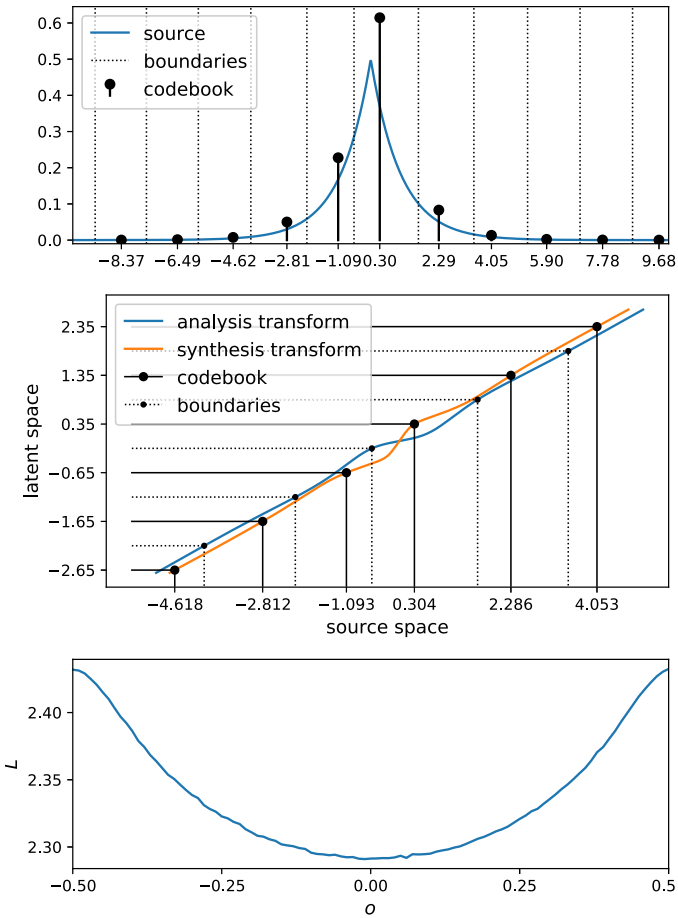 0.6
0.5
0.4
0.3
0.2
0.1
0.0
source
boundaries
codebook
−8.37 −6.49 −4.62 −2.81 −1.09 0.30 2.29 4.05 5.90 7.78 9.68
2.35
1.35
0.35
−0.65
−1.65
−2.65
latent space
analysis transform
synthesis transform
codebook
boundaries
−4.618 −2.812 −1.093 0.304 2.286 4.053
source space
2.40
2.35
2.30
L
−0.50 −0.25 0.00 0.25 0.50
o